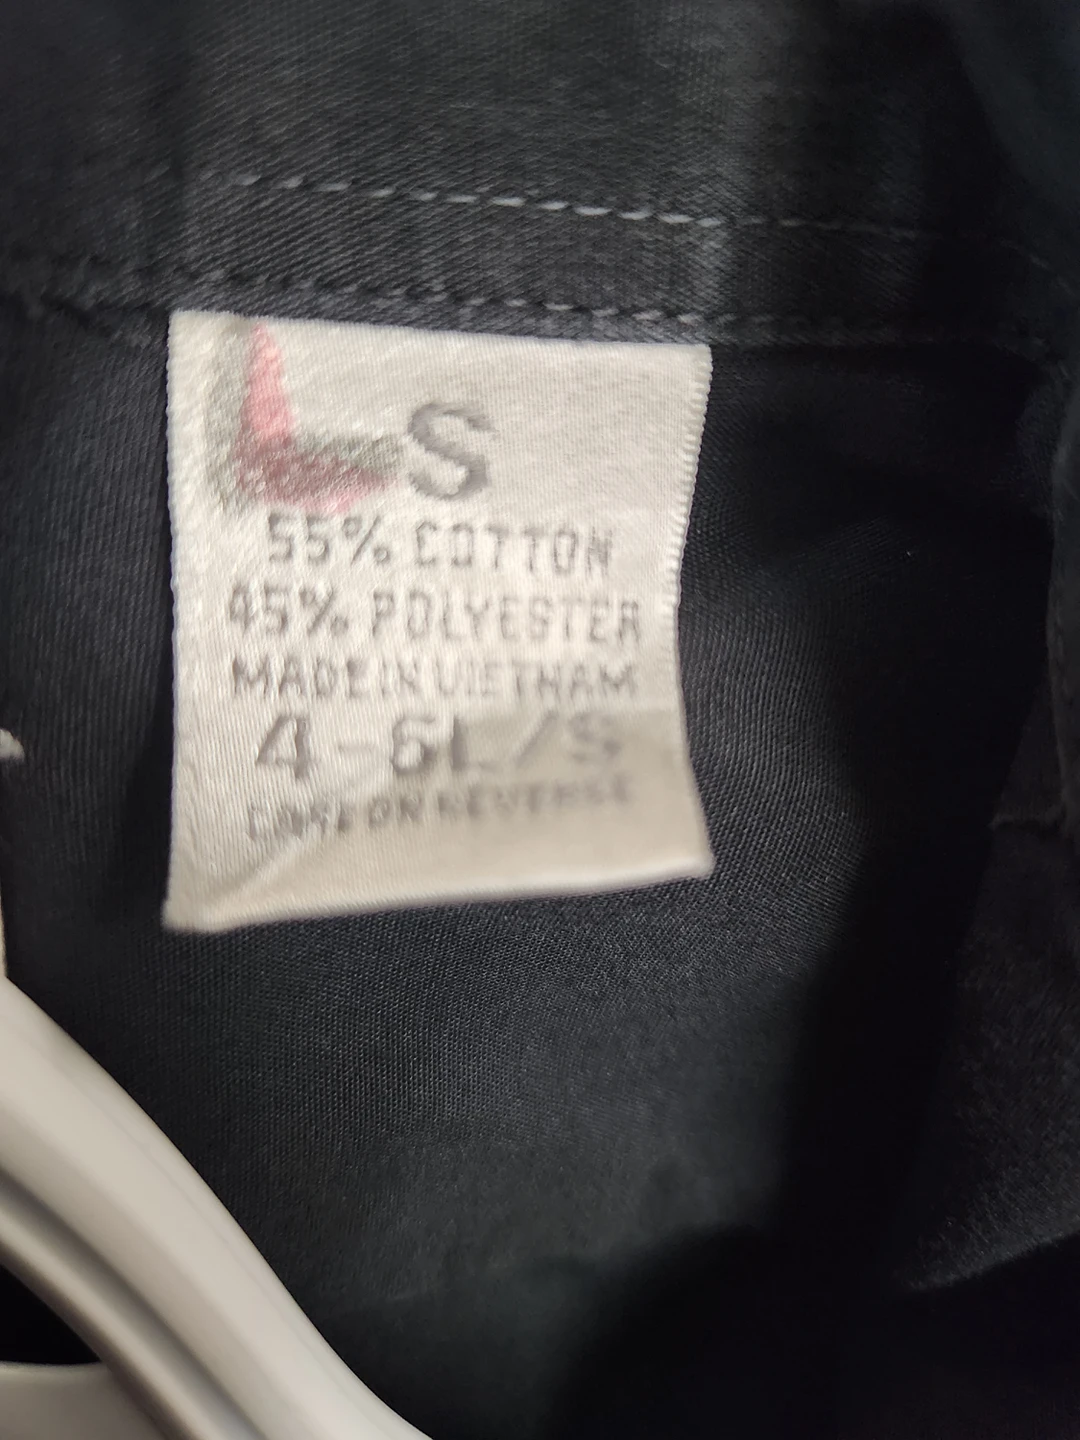 L S
55% COTTON
45% POLYESTER
MADE IN VIETNAM
4-6L/S
CARE ON REVERSE